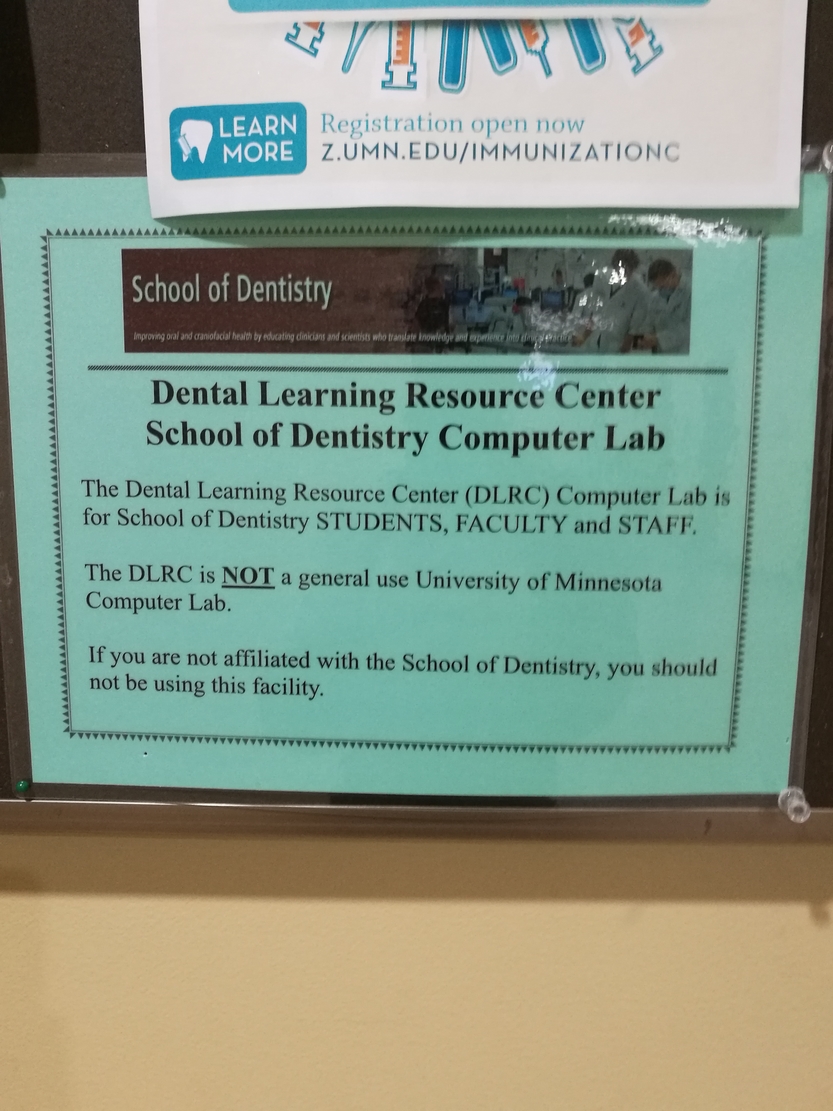 LEARN
MORE
Registration open now
Z.UMN.EDU/IMMUNIZATIONC
School of Dentistry
Improving oral and craniofacial health by educating clinicians and scientists who translate knowledge and experience into clinical practice
Dental Learning Resource Center
School of Dentistry Computer Lab
The Dental Learning Resource Center (DLRC) Computer Lab is
for School of Dentistry STUDENTS, FACULTY and STAFF.
The DLRC is NOT a general use University of Minnesota
Computer Lab.
If you are not affiliated with the School of Dentistry, you should
not be using this facility.